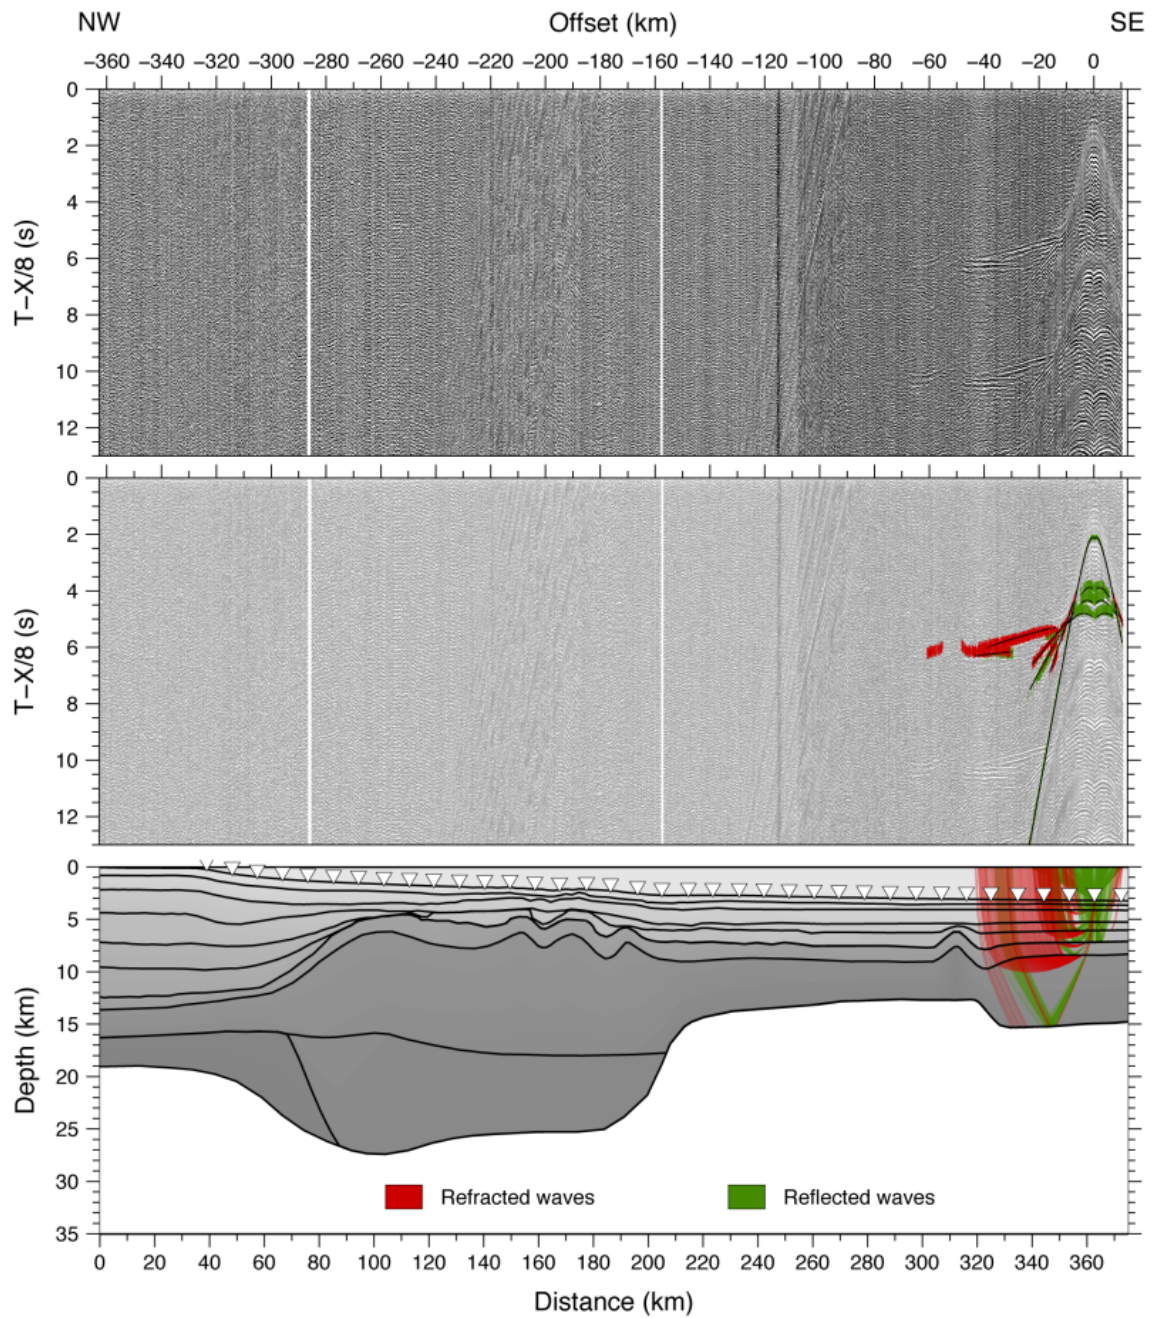 NW Offset (km) SE
−360 −340 −320 −300 −280 −260 −240 −220 −200 −180 −160 −140 −120 −100 −80 −60 −40 −20 0
0
2
4
6
8
10
12
T−X/8 (s)
0
2
4
6
8
10
12
T−X/8 (s)
0
5
10
15
20
25
30
35
Depth (km)
Refracted waves Reflected waves
0 20 40 60 80 100 120 140 160 180 200 220 240 260 280 300 320 340 360
Distance (km)